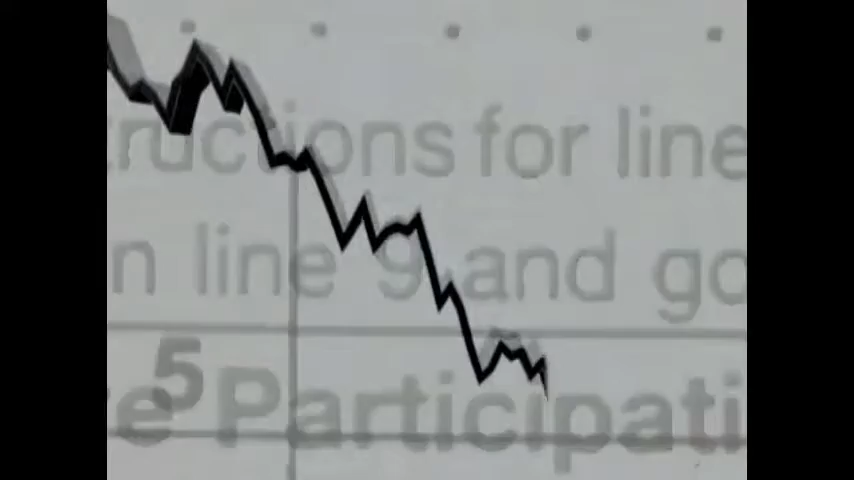 ructions for line
n line 9 and go
5
e Participati